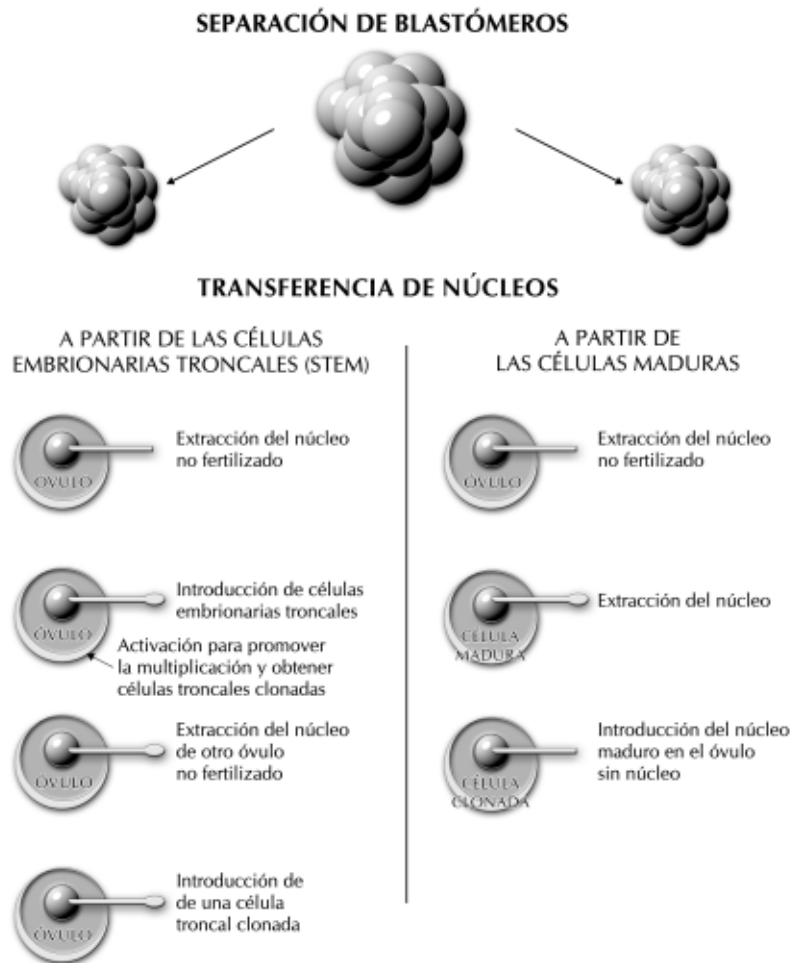 SEPARACIÓN DE BLASTÓMEROS
TRANSFERENCIA DE NÚCLEOS
A PARTIR DE LAS CÉLULAS
EMBRIONARIAS TRONCALES (STEM)
ÓVULO
Extracción del núcleo
no fertilizado
ÓVULO
Introducción de células
embrionarias troncales
Activación para promover
la multiplicación y obtener
células troncales clonadas
ÓVULO
Extracción del núcleo
de otro óvulo
no fertilizado
ÓVULO
Introducción de
de una célula
troncal clonada
A PARTIR DE
LAS CÉLULAS MADURAS
ÓVULO
Extracción del núcleo
no fertilizado
CÉLULA
MADURA
Extracción del núcleo
CÉLULA
CLONADA
Introducción del núcleo
maduro en el óvulo
sin núcleo